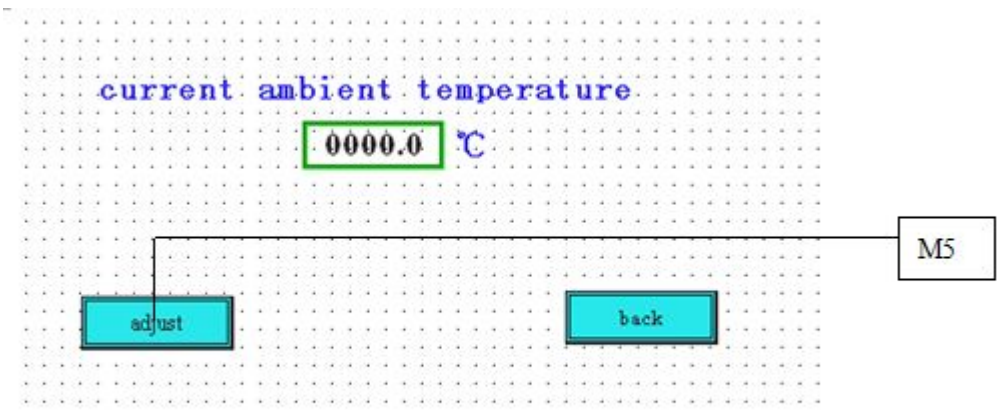 current ambient temperature
0000.0 ℃
M5
adjust
back